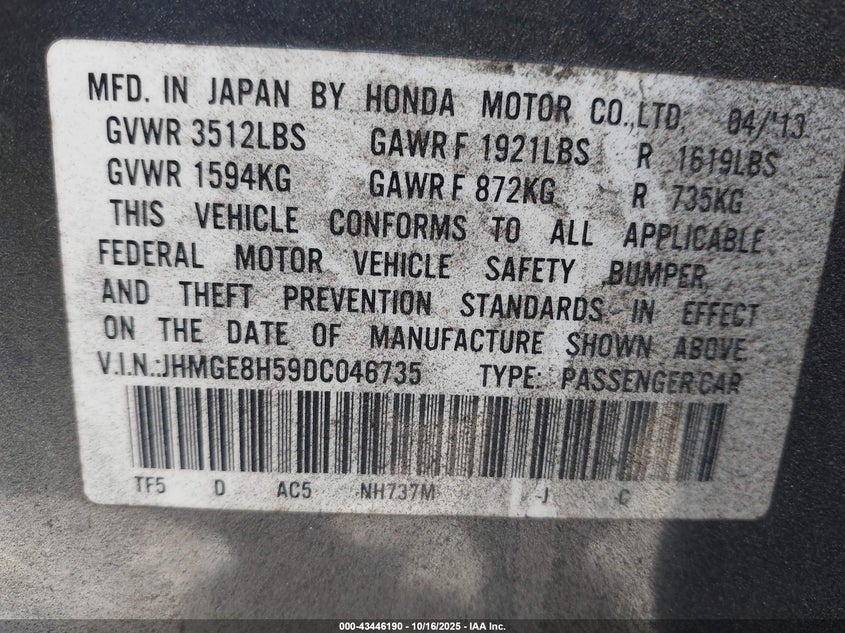 MFD. IN JAPAN BY HONDA MOTOR CO.,LTD. 04/'13
GVWR 3512LBS GAWR F 1921LBS R 1619LBS
GVWR 1594KG GAWR F 872KG R 735KG
THIS VEHICLE CONFORMS TO ALL APPLICABLE
FEDERAL MOTOR VEHICLE SAFETY ,BUMPER,
AND THEFT PREVENTION STANDARDS IN EFFECT
ON THE DATE OF MANUFACTURE SHOWN ABOVE
V.I.N.:JHMGE8H59DC046735 TYPE: PASSENGER CAR
TF5 D AC5 NH737M -J C
000-43446190 - 10/16/2025 - IAA Inc.